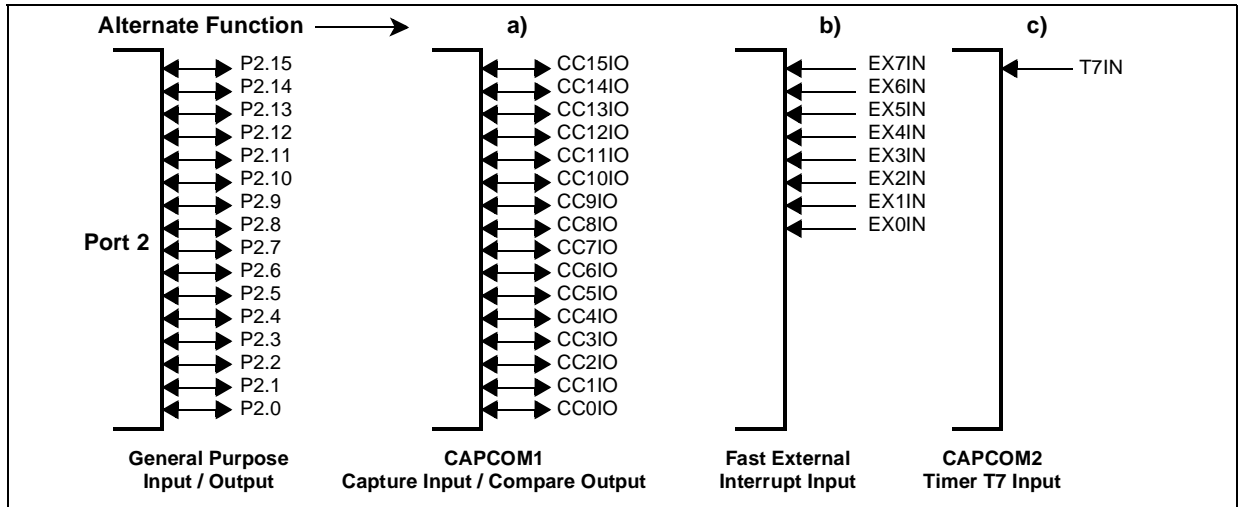 Alternate Function a) b) c)
P2.15 CC15IO EX7IN T7IN
P2.14 CC14IO EX6IN
P2.13 CC13IO EX5IN
P2.12 CC12IO EX4IN
P2.11 CC11IO EX3IN
P2.10 CC10IO EX2IN
P2.9 CC9IO EX1IN
P2.8 CC8IO EX0IN
Port 2
P2.7 CC7IO
P2.6 CC6IO
P2.5 CC5IO
P2.4 CC4IO
P2.3 CC3IO
P2.2 CC2IO
P2.1 CC1IO
P2.0 CC0IO
General Purpose CAPCOM1 Fast External CAPCOM2
Input / Output Capture Input / Compare Output Interrupt Input Timer T7 Input